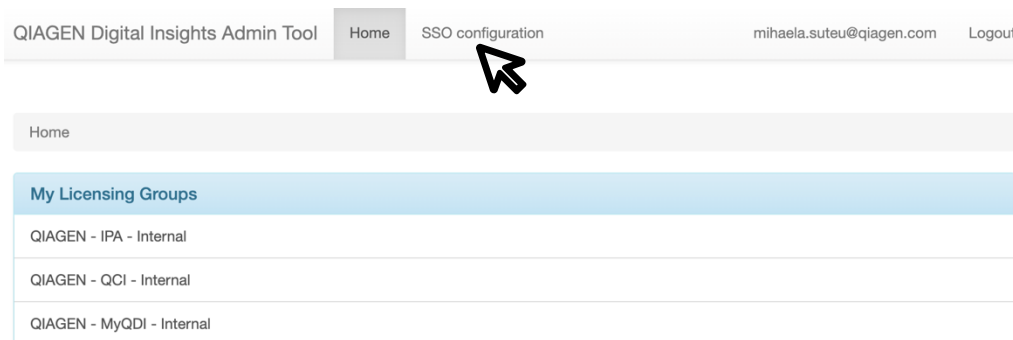 QIAGEN Digital Insights Admin Tool Home SSO configuration mihaela.suteu@qiagen.com Logout
Home
My Licensing Groups
QIAGEN - IPA - Internal
QIAGEN - QCI - Internal
QIAGEN - MyQDI - Internal